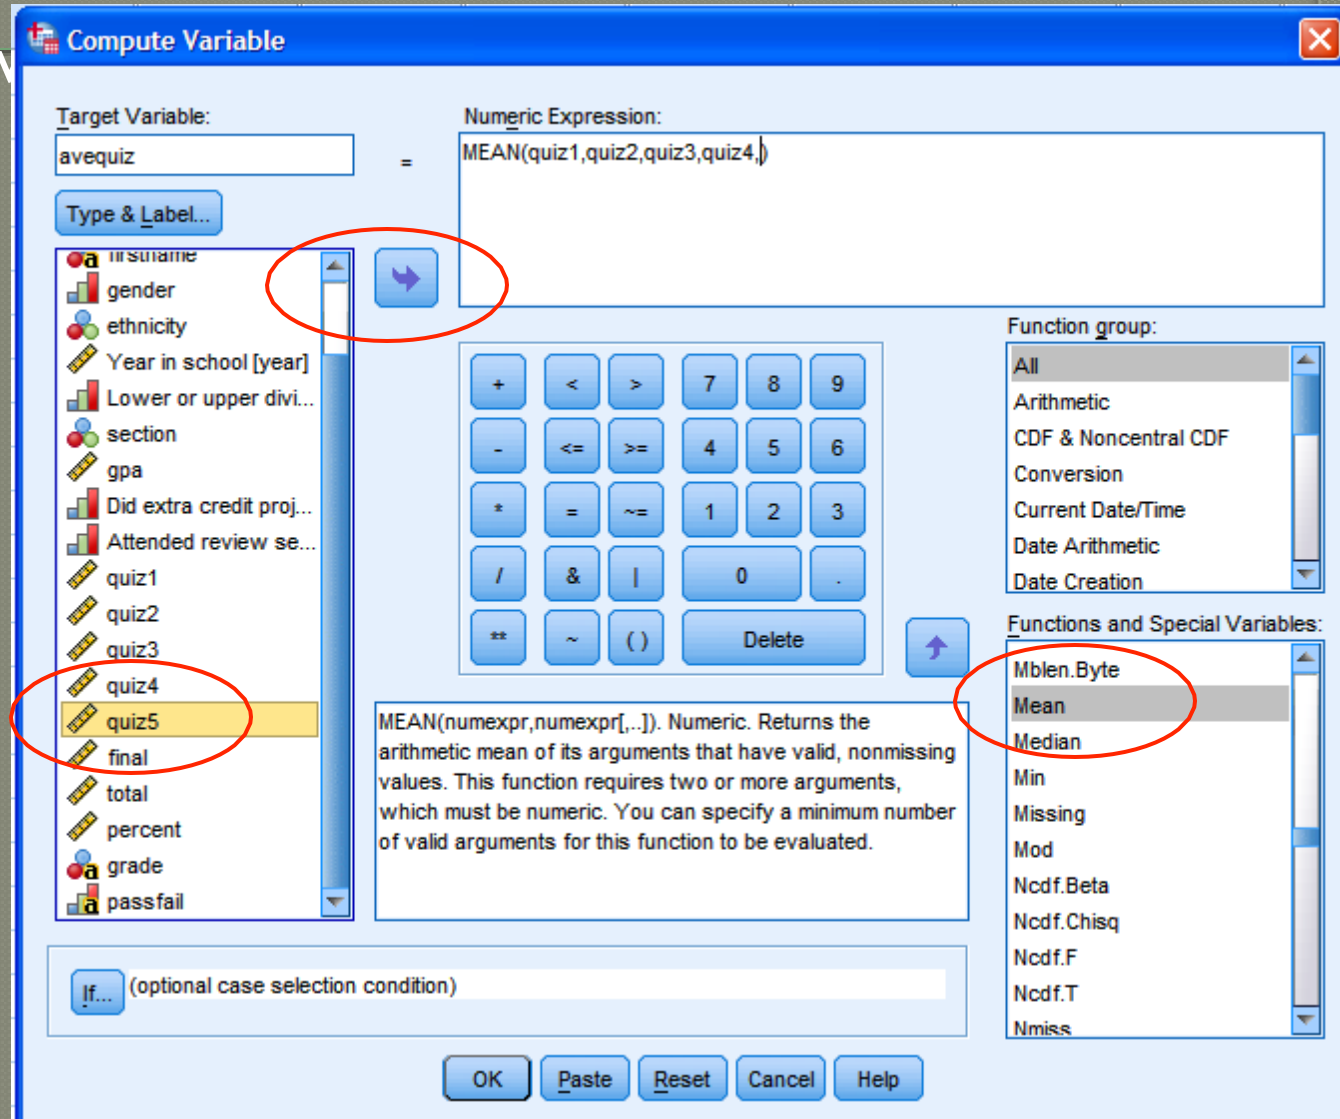 Compute Variable
Target Variable:
Numeric Expression:
avequiz
=
MEAN(quiz1,quiz2,quiz3,quiz4,)
Type & Label...
firstname
gender
ethnicity
Year in school [year]
Lower or upper divi...
section
gpa
Did extra credit proj...
Attended review se...
quiz1
quiz2
quiz3
quiz4
quiz5
final
total
percent
grade
passfail
+ < > 7 8 9
- <= >= 4 5 6
* = ~= 1 2 3
/ & | 0 .
** ~ ( ) Delete
Function group:
All
Arithmetic
CDF & Noncentral CDF
Conversion
Current Date/Time
Date Arithmetic
Date Creation
Functions and Special Variables:
Mblen.Byte
Mean
Median
Min
Missing
Mod
Ncdf.Beta
Ncdf.Chisq
Ncdf.F
Ncdf.T
Nmiss
MEAN(numexpr,numexpr[,..]). Numeric. Returns the
arithmetic mean of its arguments that have valid, nonmissing
values. This function requires two or more arguments,
which must be numeric. You can specify a minimum number
of valid arguments for this function to be evaluated.
If... (optional case selection condition)
OK Paste Reset Cancel Help